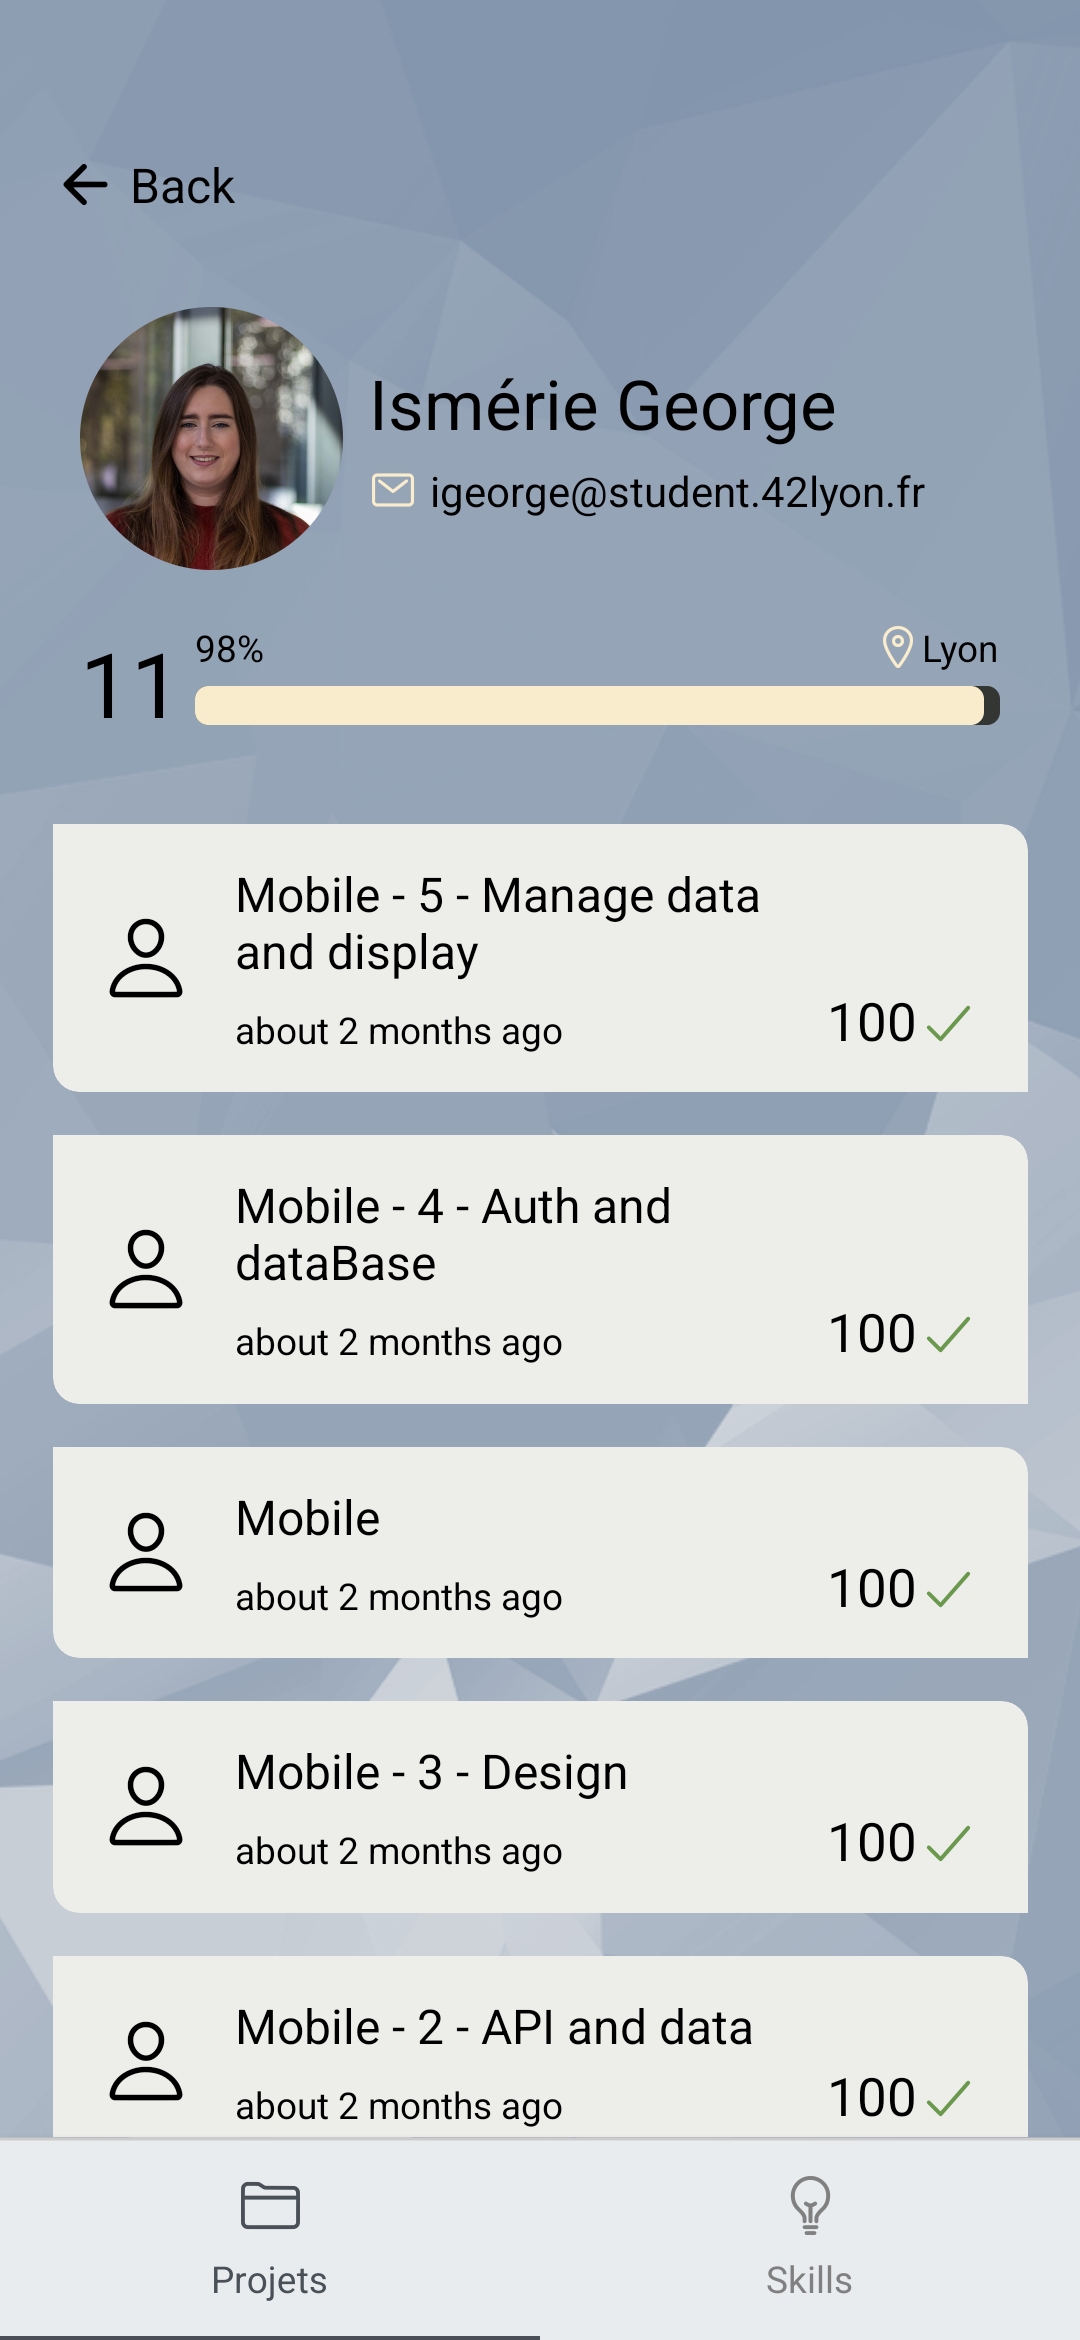 Back
Ismérie George
igeorge@student.42lyon.fr
11
98%
Lyon
Mobile - 5 - Manage data
and display
about 2 months ago
100
Mobile - 4 - Auth and
dataBase
about 2 months ago
100
Mobile
about 2 months ago
100
Mobile - 3 - Design
about 2 months ago
100
Mobile - 2 - API and data
about 2 months ago
100
Projets
Skills